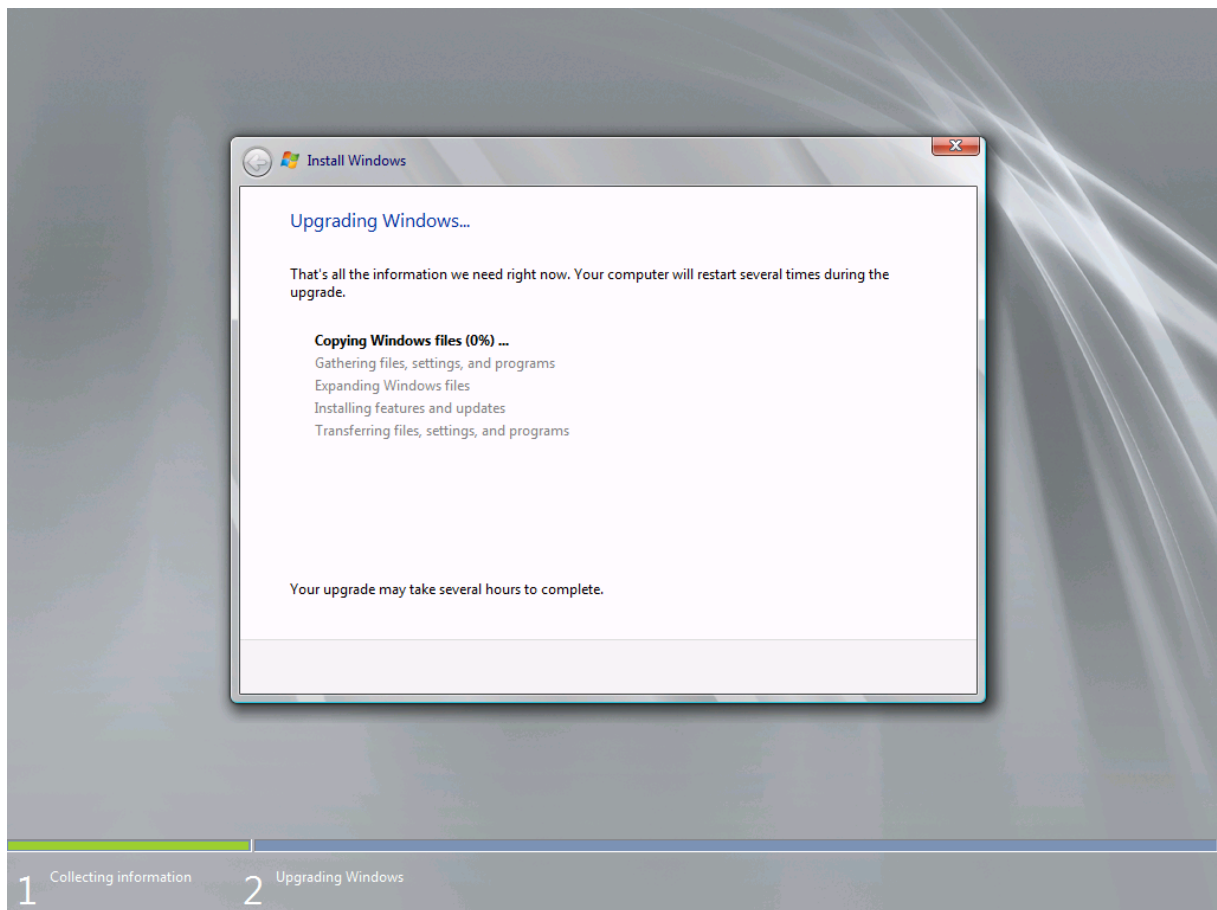 Install Windows
Upgrading Windows...
That's all the information we need right now. Your computer will restart several times during the
upgrade.
Copying Windows files (0%) ...
Gathering files, settings, and programs
Expanding Windows files
Installing features and updates
Transferring files, settings, and programs
Your upgrade may take several hours to complete.
1 Collecting information 2 Upgrading Windows